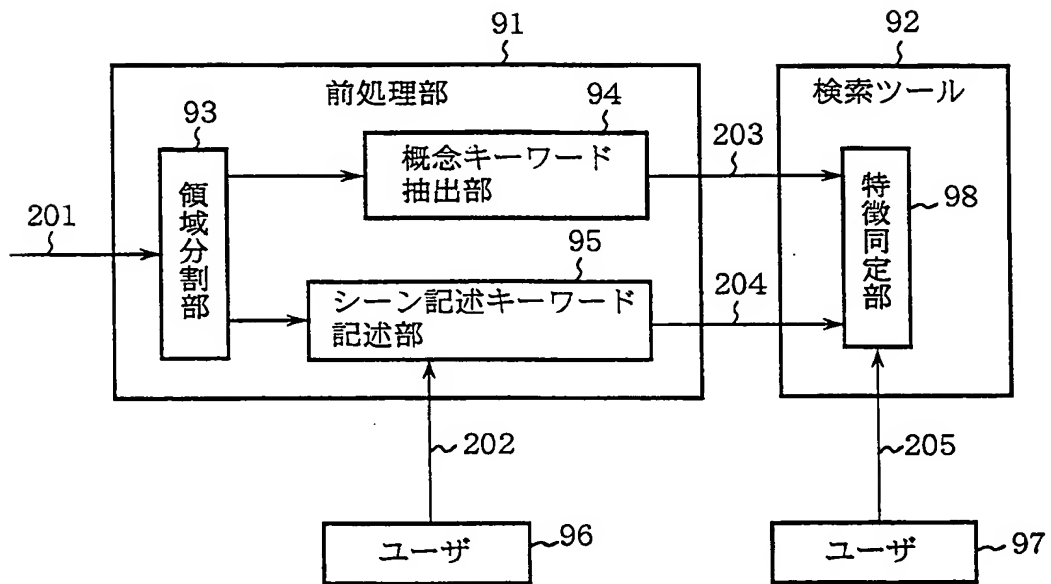 91
92
前処理部
検索ツール
93
94
203
概念キーワード
抽出部
領域分割部
特徴同定部
98
201
95
シーン記述キーワード
記述部
204
202
205
ユーザ
96
ユーザ
97